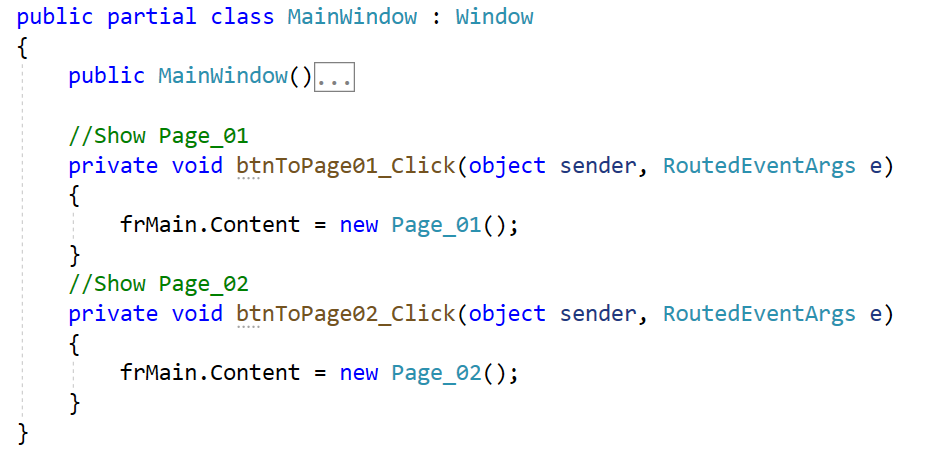 public partial class MainWindow : Window
{
    public MainWindow()...

    //Show Page_01
    private void btnToPage01_Click(object sender, RoutedEventArgs e)
    {
        frMain.Content = new Page_01();
    }
    //Show Page_02
    private void btnToPage02_Click(object sender, RoutedEventArgs e)
    {
        frMain.Content = new Page_02();
    }
}